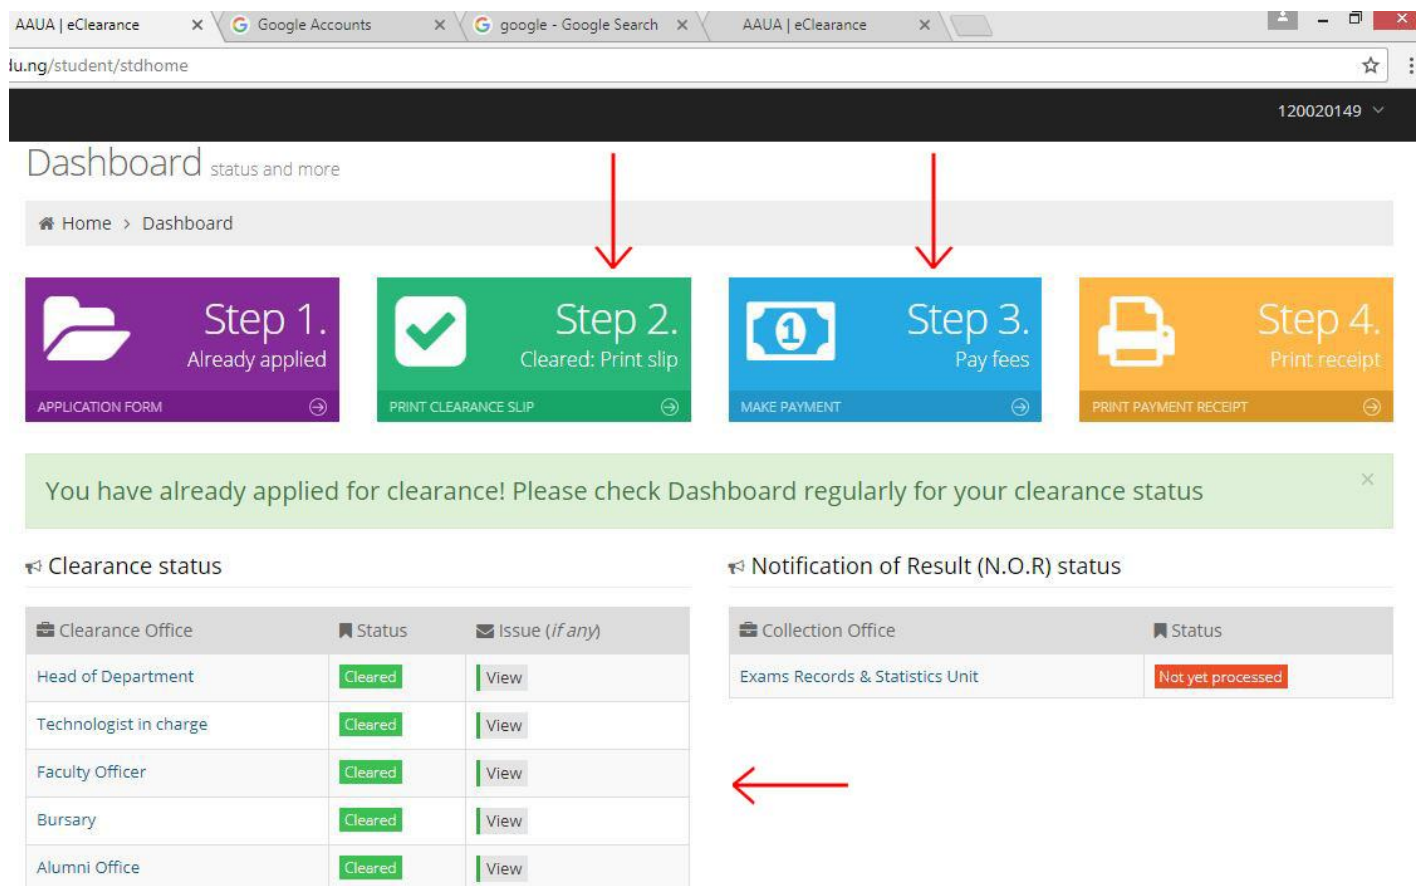 AAUA | eClearance
Google Accounts
google - Google Search
AAUA | eClearance
du.ng/student/stdhome
120020149
Dashboard status and more
Home > Dashboard
Step 1.
Already applied
APPLICATION FORM
Step 2.
Cleared: Print slip
PRINT CLEARANCE SLIP
1
Step 3.
Pay fees
MAKE PAYMENT
Step 4.
Print receipt
PRINT PAYMENT RECEIPT
You have already applied for clearance! Please check Dashboard regularly for your clearance status
Clearance status
Clearance Office Status Issue (if any)
Head of Department Cleared View
Technologist in charge Cleared View
Faculty Officer Cleared View
Bursary Cleared View
Alumni Office Cleared View
Notification of Result (N.O.R) status
Collection Office Status
Exams Records & Statistics Unit Not yet processed